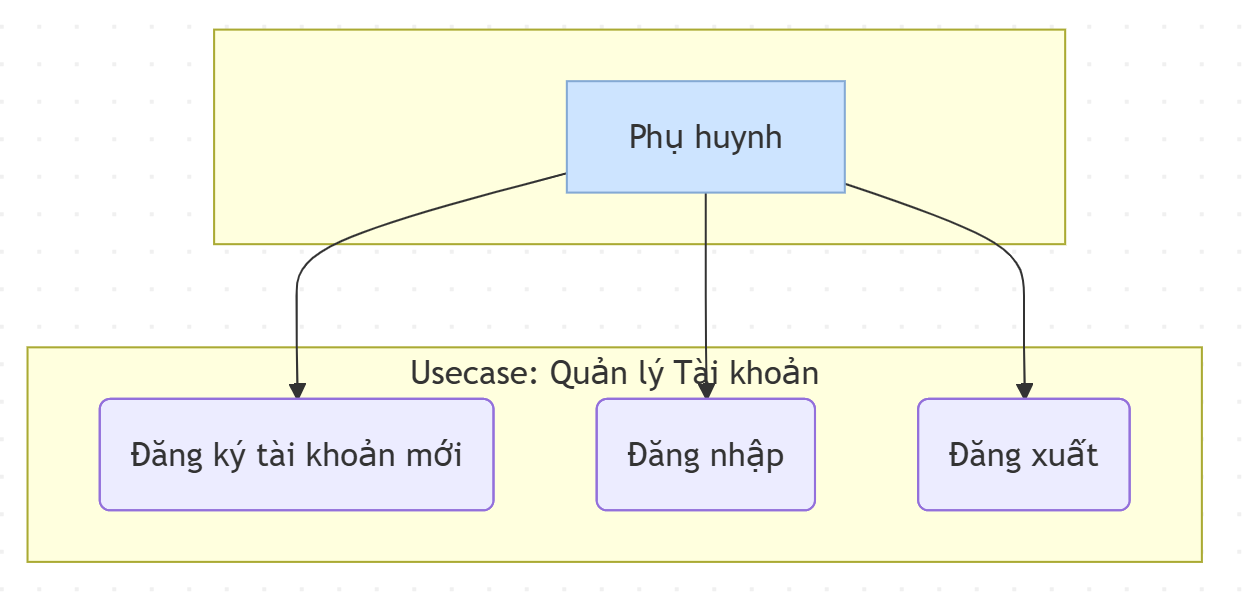 Phụ huynh
Usecase: Quản lý Tài khoản
Đăng ký tài khoản mới
Đăng nhập
Đăng xuất